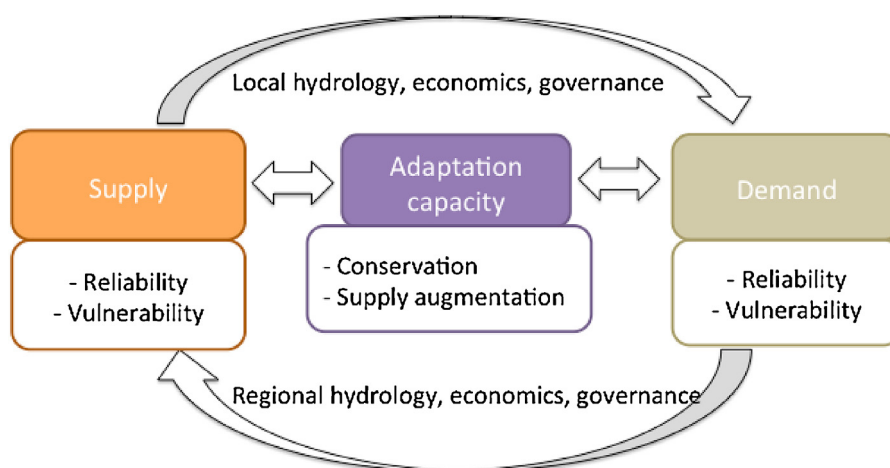 Local hydrology, economics, governance
Supply
- Reliability
- Vulnerability
Adaptation
capacity
- Conservation
- Supply augmentation
Demand
- Reliability
- Vulnerability
Regional hydrology, economics, governance